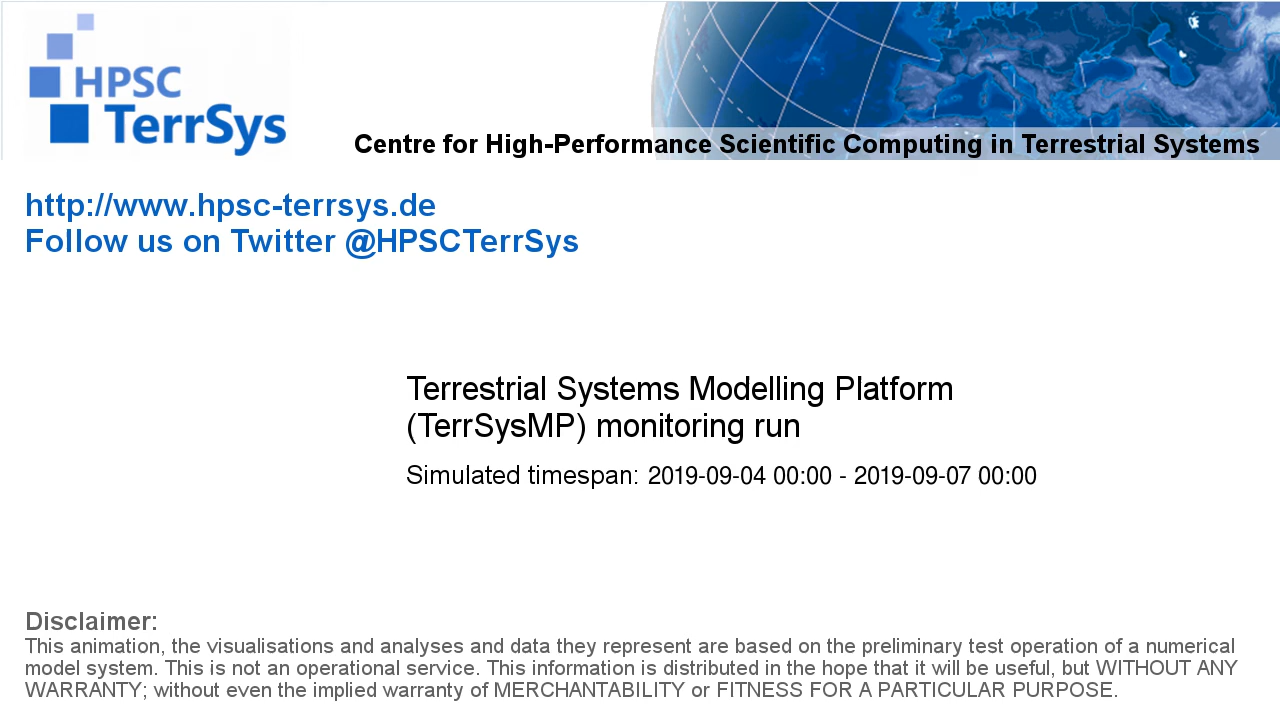 HPSC
TerrSys
Centre for High-Performance Scientific Computing in Terrestrial Systems
http://www.hpsc-terrsys.de
Follow us on Twitter @HPSCTerrSys
Terrestrial Systems Modelling Platform
(TerrSysMP) monitoring run
Simulated timespan: 2019-09-04 00:00 - 2019-09-07 00:00
Disclaimer:
This animation, the visualisations and analyses and data they represent are based on the preliminary test operation of a numerical
model system. This is not an operational service. This information is distributed in the hope that it will be useful, but WITHOUT ANY
WARRANTY; without even the implied warranty of MERCHANTABILITY or FITNESS FOR A PARTICULAR PURPOSE.